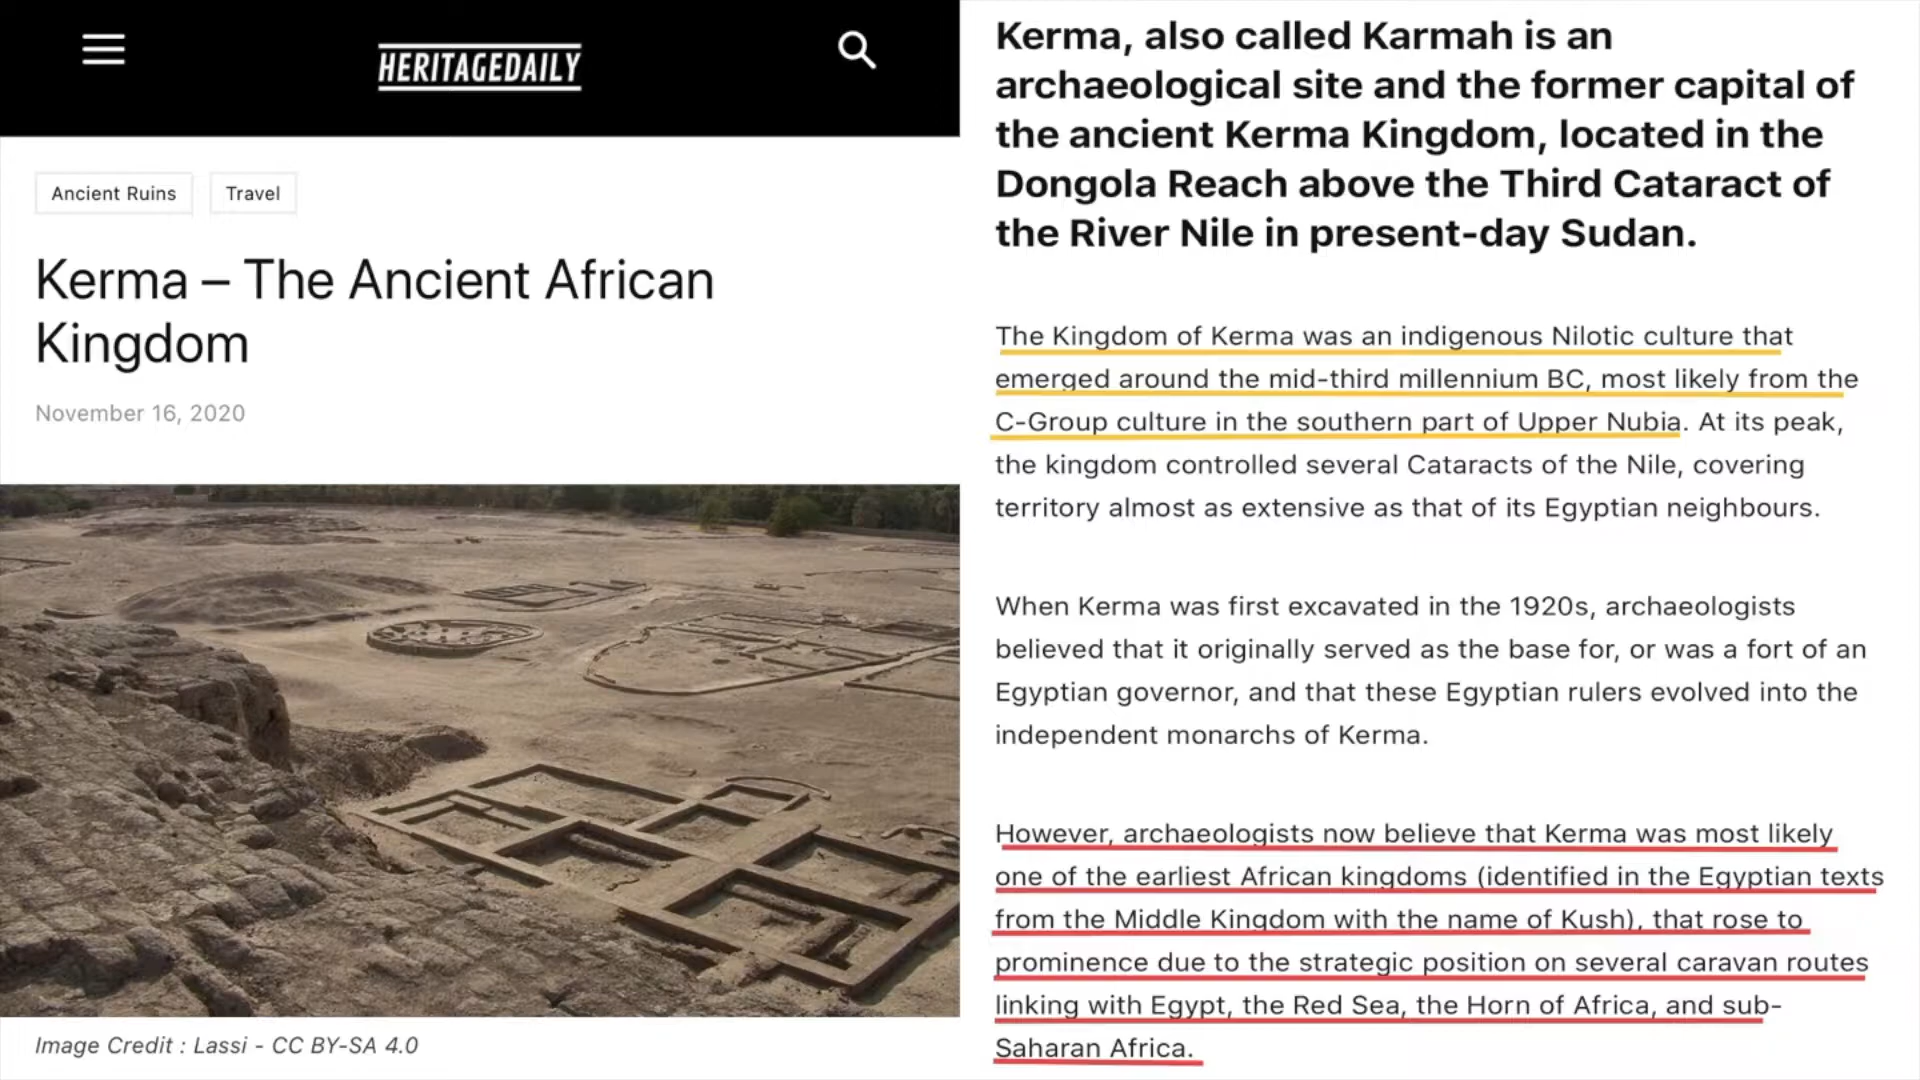 HERITAGEDAILY
Ancient Ruins
Travel
Kerma – The Ancient African
Kingdom
November 16, 2020
Image Credit : Lassi - CC BY-SA 4.0
Kerma, also called Karmah is an
archaeological site and the former capital of
the ancient Kerma Kingdom, located in the
Dongola Reach above the Third Cataract of
the River Nile in present-day Sudan.
The Kingdom of Kerma was an indigenous Nilotic culture that
emerged around the mid-third millennium BC, most likely from the
C-Group culture in the southern part of Upper Nubia. At its peak,
the kingdom controlled several Cataracts of the Nile, covering
territory almost as extensive as that of its Egyptian neighbours.
When Kerma was first excavated in the 1920s, archaeologists
believed that it originally served as the base for, or was a fort of an
Egyptian governor, and that these Egyptian rulers evolved into the
independent monarchs of Kerma.
However, archaeologists now believe that Kerma was most likely
one of the earliest African kingdoms (identified in the Egyptian texts
from the Middle Kingdom with the name of Kush), that rose to
prominence due to the strategic position on several caravan routes
linking with Egypt, the Red Sea, the Horn of Africa, and sub-
Saharan Africa.